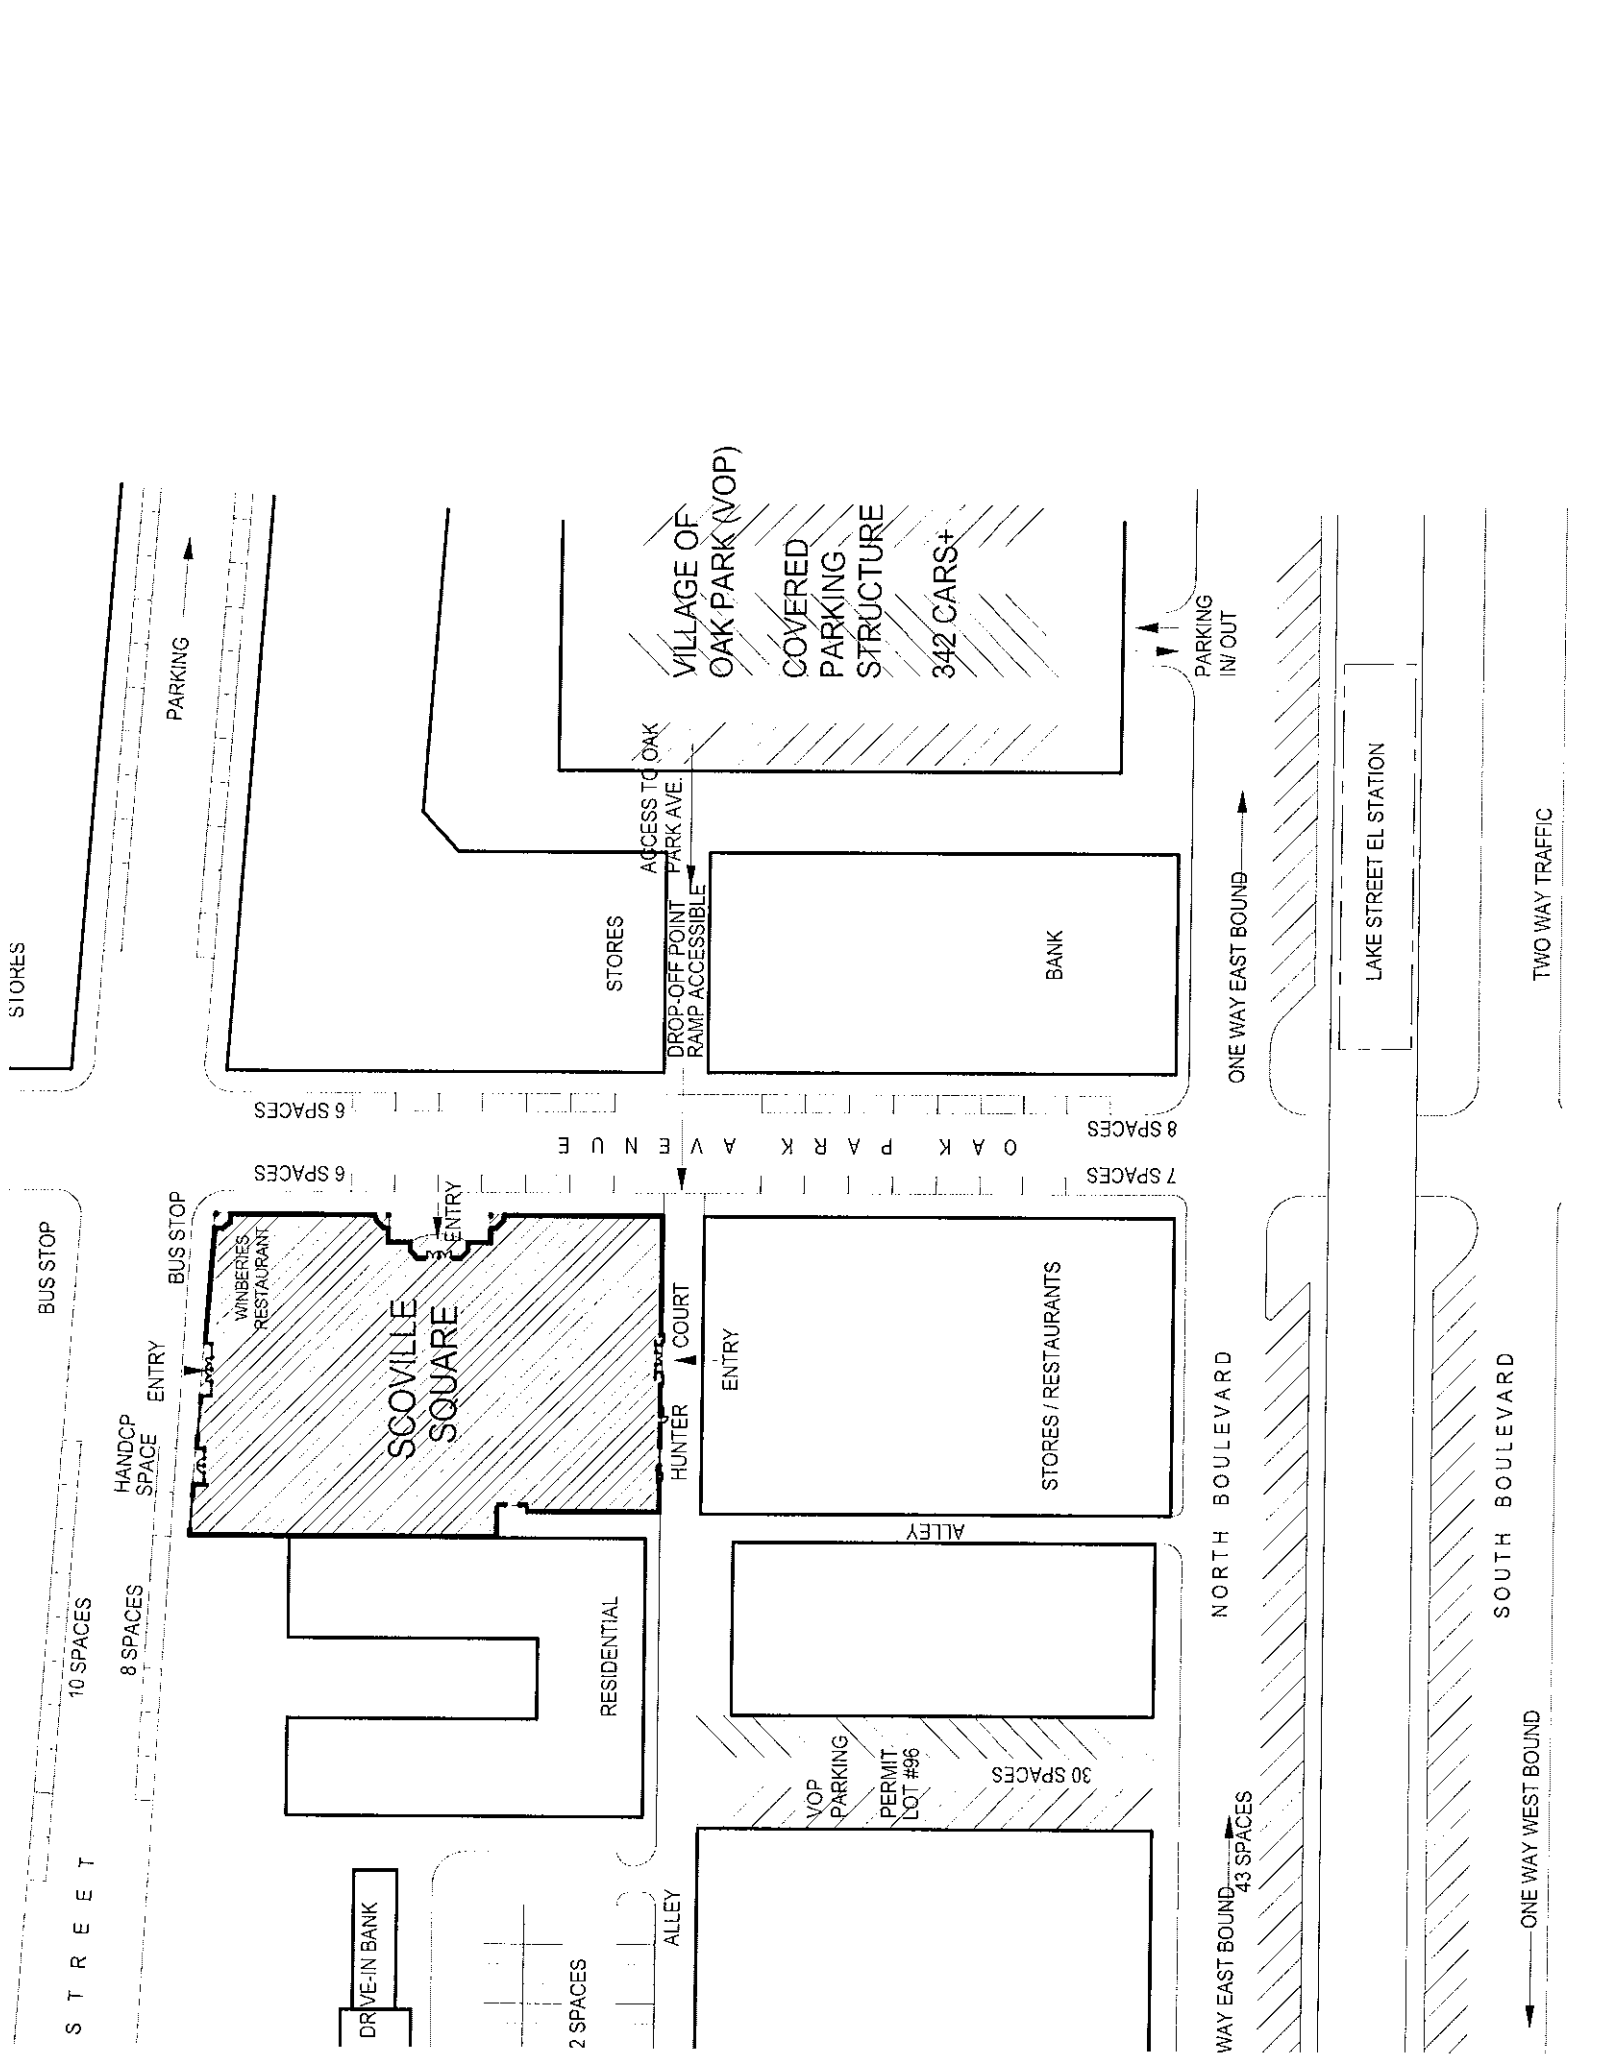 STORES
PARKING
VILLAGE OF
OAK PARK (VOP)
COVERED
PARKING
STRUCTURE
342 CARS+
PARKING
IN/ OUT
ACCESS TO OAK
PARK AVE.
DROP-OFF POINT
RAMP ACCESSIBLE
STORES
BANK
ONE WAY EAST BOUND
LAKE STREET EL STATION
TWO WAY TRAFFIC
6 SPACES
8 SPACES
OAK PARK AVENUE
6 SPACES
7 SPACES
BUS STOP
BUS STOP
ENTRY
HANDCP
SPACE
WINBERIES
RESTAURANT
ENTRY
SCOVILLE
SQUARE
HUNTER COURT
ENTRY
STORES / RESTAURANTS
NORTH BOULEVARD
SOUTH BOULEVARD
ALLEY
10 SPACES
8 SPACES
RESIDENTIAL
VOP
PARKING
PERMIT
LOT #96
30 SPACES
43 SPACES
WAY EAST BOUND
ONE WAY WEST BOUND
STREET
DRIVE-IN BANK
2 SPACES
ALLEY